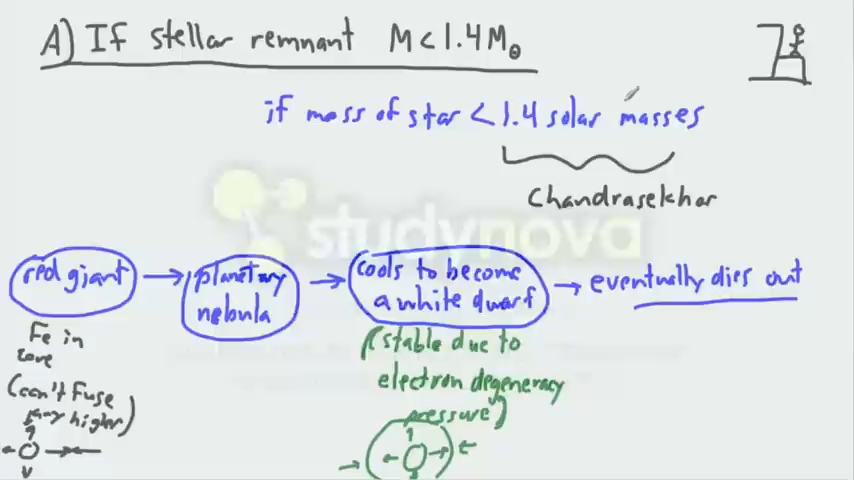 A) If stellar remnant M < 1.4 M☉
if mass of star < 1.4 solar masses
Chandrasekhar
studynova
red giant → planetary nebula → cools to become a white dwarf → eventually dies out
Fe in
core
(can't fuse
any higher)
(stable due to
electron degeneracy
pressure)